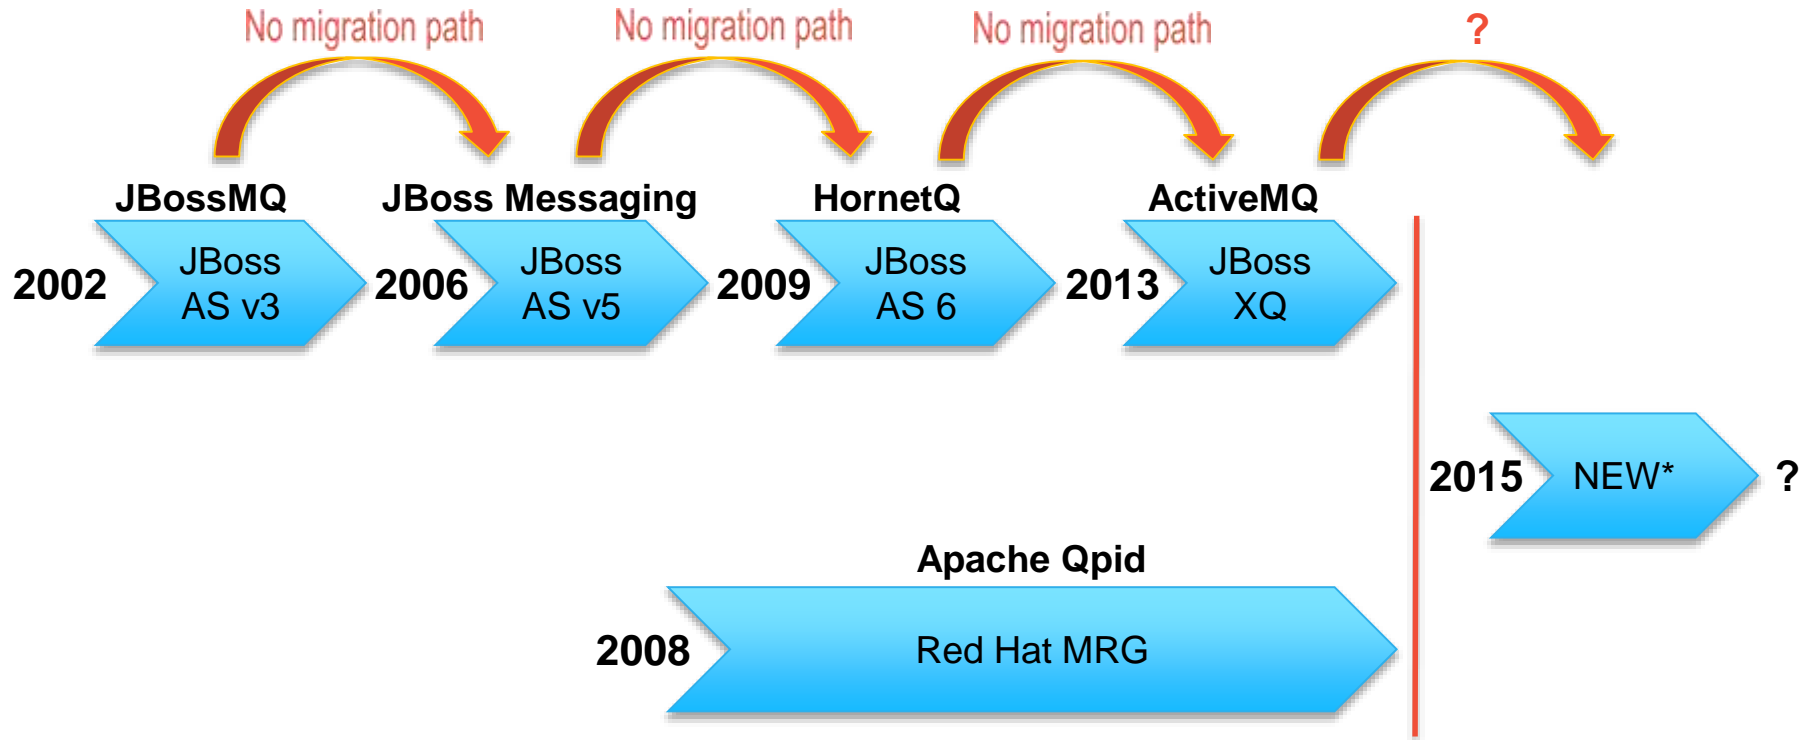 No migration path
No migration path
No migration path
?
JBossMQ
JBoss Messaging
HornetQ
ActiveMQ
2002
JBoss
AS v3
2006
JBoss
AS v5
2009
JBoss
AS 6
2013
JBoss
XQ
2015
NEW*
?
Apache Qpid
2008
Red Hat MRG